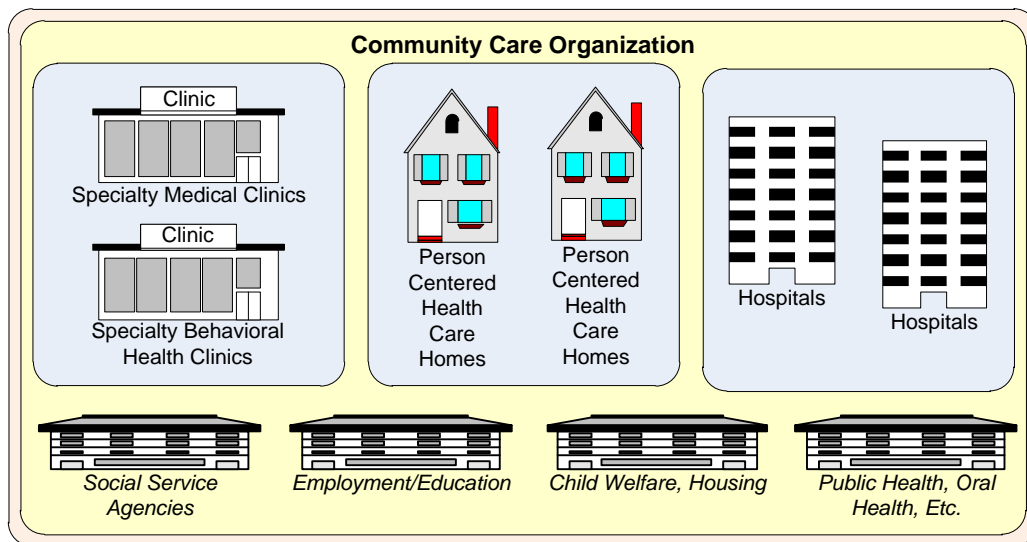 Community Care Organization
Clinic
Specialty Medical Clinics
Clinic
Specialty Behavioral
Health Clinics
Person
Centered
Health
Care
Homes
Person
Centered
Health
Care
Homes
Hospitals
Hospitals
Social Service
Agencies
Employment/Education
Child Welfare, Housing
Public Health, Oral
Health, Etc.